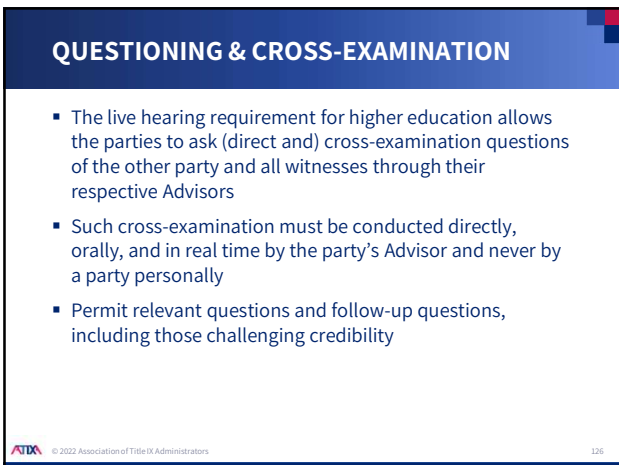 QUESTIONING & CROSS-EXAMINATION
▪ The live hearing requirement for higher education allows
the parties to ask (direct and) cross-examination questions
of the other party and all witnesses through their
respective Advisors
▪ Such cross-examination must be conducted directly,
orally, and in real time by the party’s Advisor and never by
a party personally
▪ Permit relevant questions and follow-up questions,
including those challenging credibility
ATIXA © 2022 Association of Title IX Administrators
126